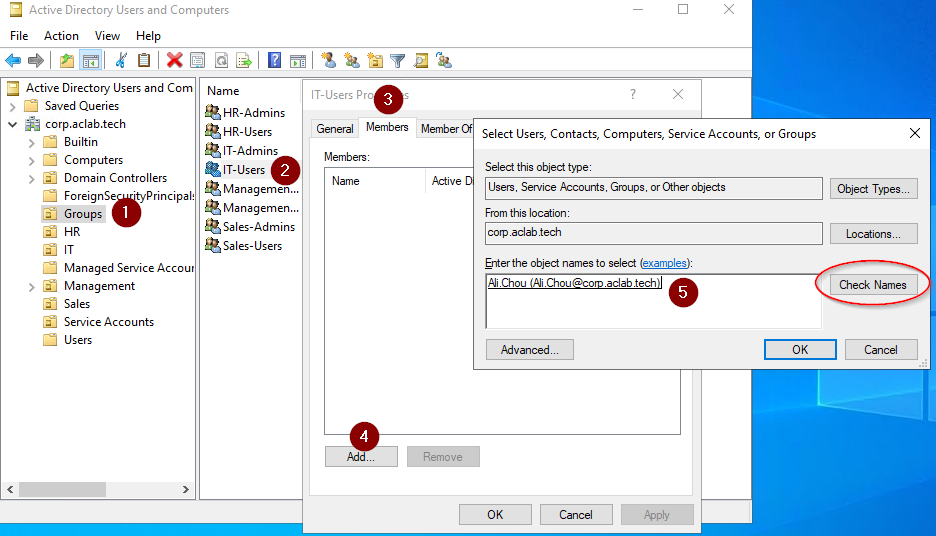 Active Directory Users and Computers
File Action View Help
Active Directory Users and Com
Saved Queries
corp.aclab.tech
Builtin
Computers
Domain Controllers
ForeignSecurityPrincipals
Groups
HR
IT
Managed Service Accour
Management
Sales
Service Accounts
Users
1
Name
HR-Admins
HR-Users
IT-Admins
IT-Users
Managemen...
Managemen...
Sales-Admins
Sales-Users
2
IT-Users Pro
3
?
General Members Member Of
Members:
Name Active Di
4
Add... Remove
OK Cancel Apply
Select Users, Contacts, Computers, Service Accounts, or Groups
Select this object type:
Users, Service Accounts, Groups, or Other objects
Object Types...
From this location:
corp.aclab.tech
Locations...
Enter the object names to select (examples):
Ali.Chou (Ali.Chou@corp.aclab.tech)
5
Check Names
Advanced... OK Cancel